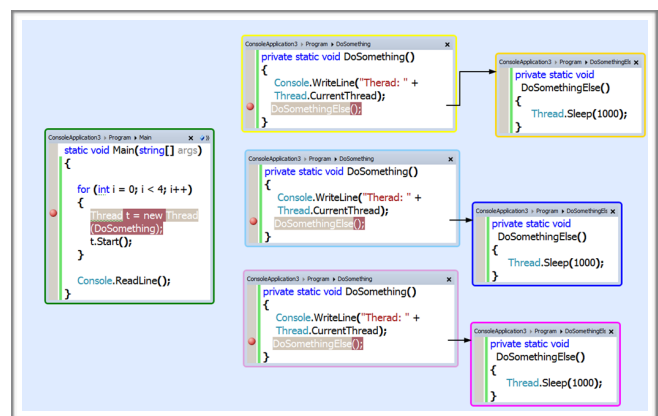 ConsoleApplication3 › Program › Main x
static void Main(string[] args)
{
for (int i = 0; i < 4; i++)
{
Thread t = new Thread
(DoSomething);
t.Start();
}
Console.ReadLine();
}
ConsoleApplication3 › Program › DoSomething x
private static void DoSomething()
{
Console.WriteLine("Therad: " +
Thread.CurrentThread);
DoSomethingElse();
}
ConsoleApplication3 › Program › DoSomethingEls x
private static void
DoSomethingElse()
{
Thread.Sleep(1000);
}
ConsoleApplication3 › Program › DoSomething x
private static void DoSomething()
{
Console.WriteLine("Therad: " +
Thread.CurrentThread);
DoSomethingElse();
}
ConsoleApplication3 › Program › DoSomethingEls x
private static void
DoSomethingElse()
{
Thread.Sleep(1000);
}
ConsoleApplication3 › Program › DoSomething x
private static void DoSomething()
{
Console.WriteLine("Therad: " +
Thread.CurrentThread);
DoSomethingElse();
}
ConsoleApplication3 › Program › DoSomethingEls x
private static void
DoSomethingElse()
{
Thread.Sleep(1000);
}